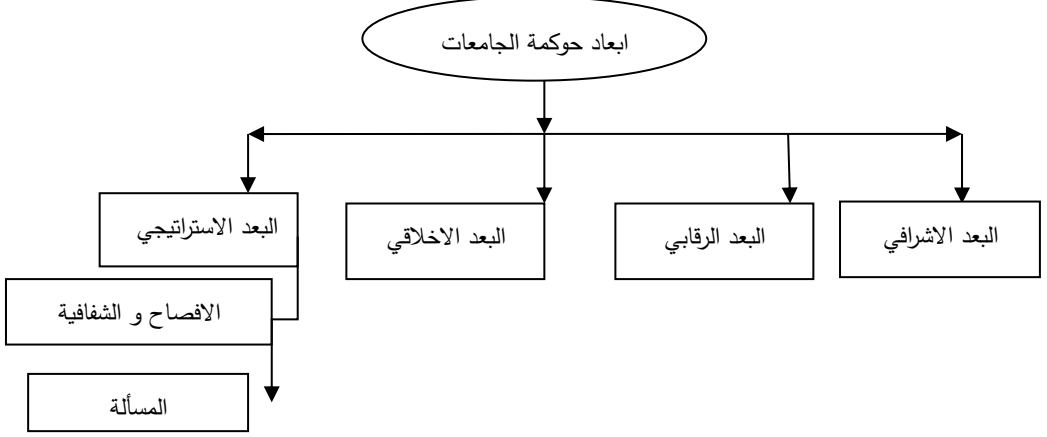 ابعاد حوكمة الجامعات
البعد الاشرافي
البعد الرقابي
البعد الاخلاقي
البعد الاستراتيجي
الافصاح و الشفافية
المسألة